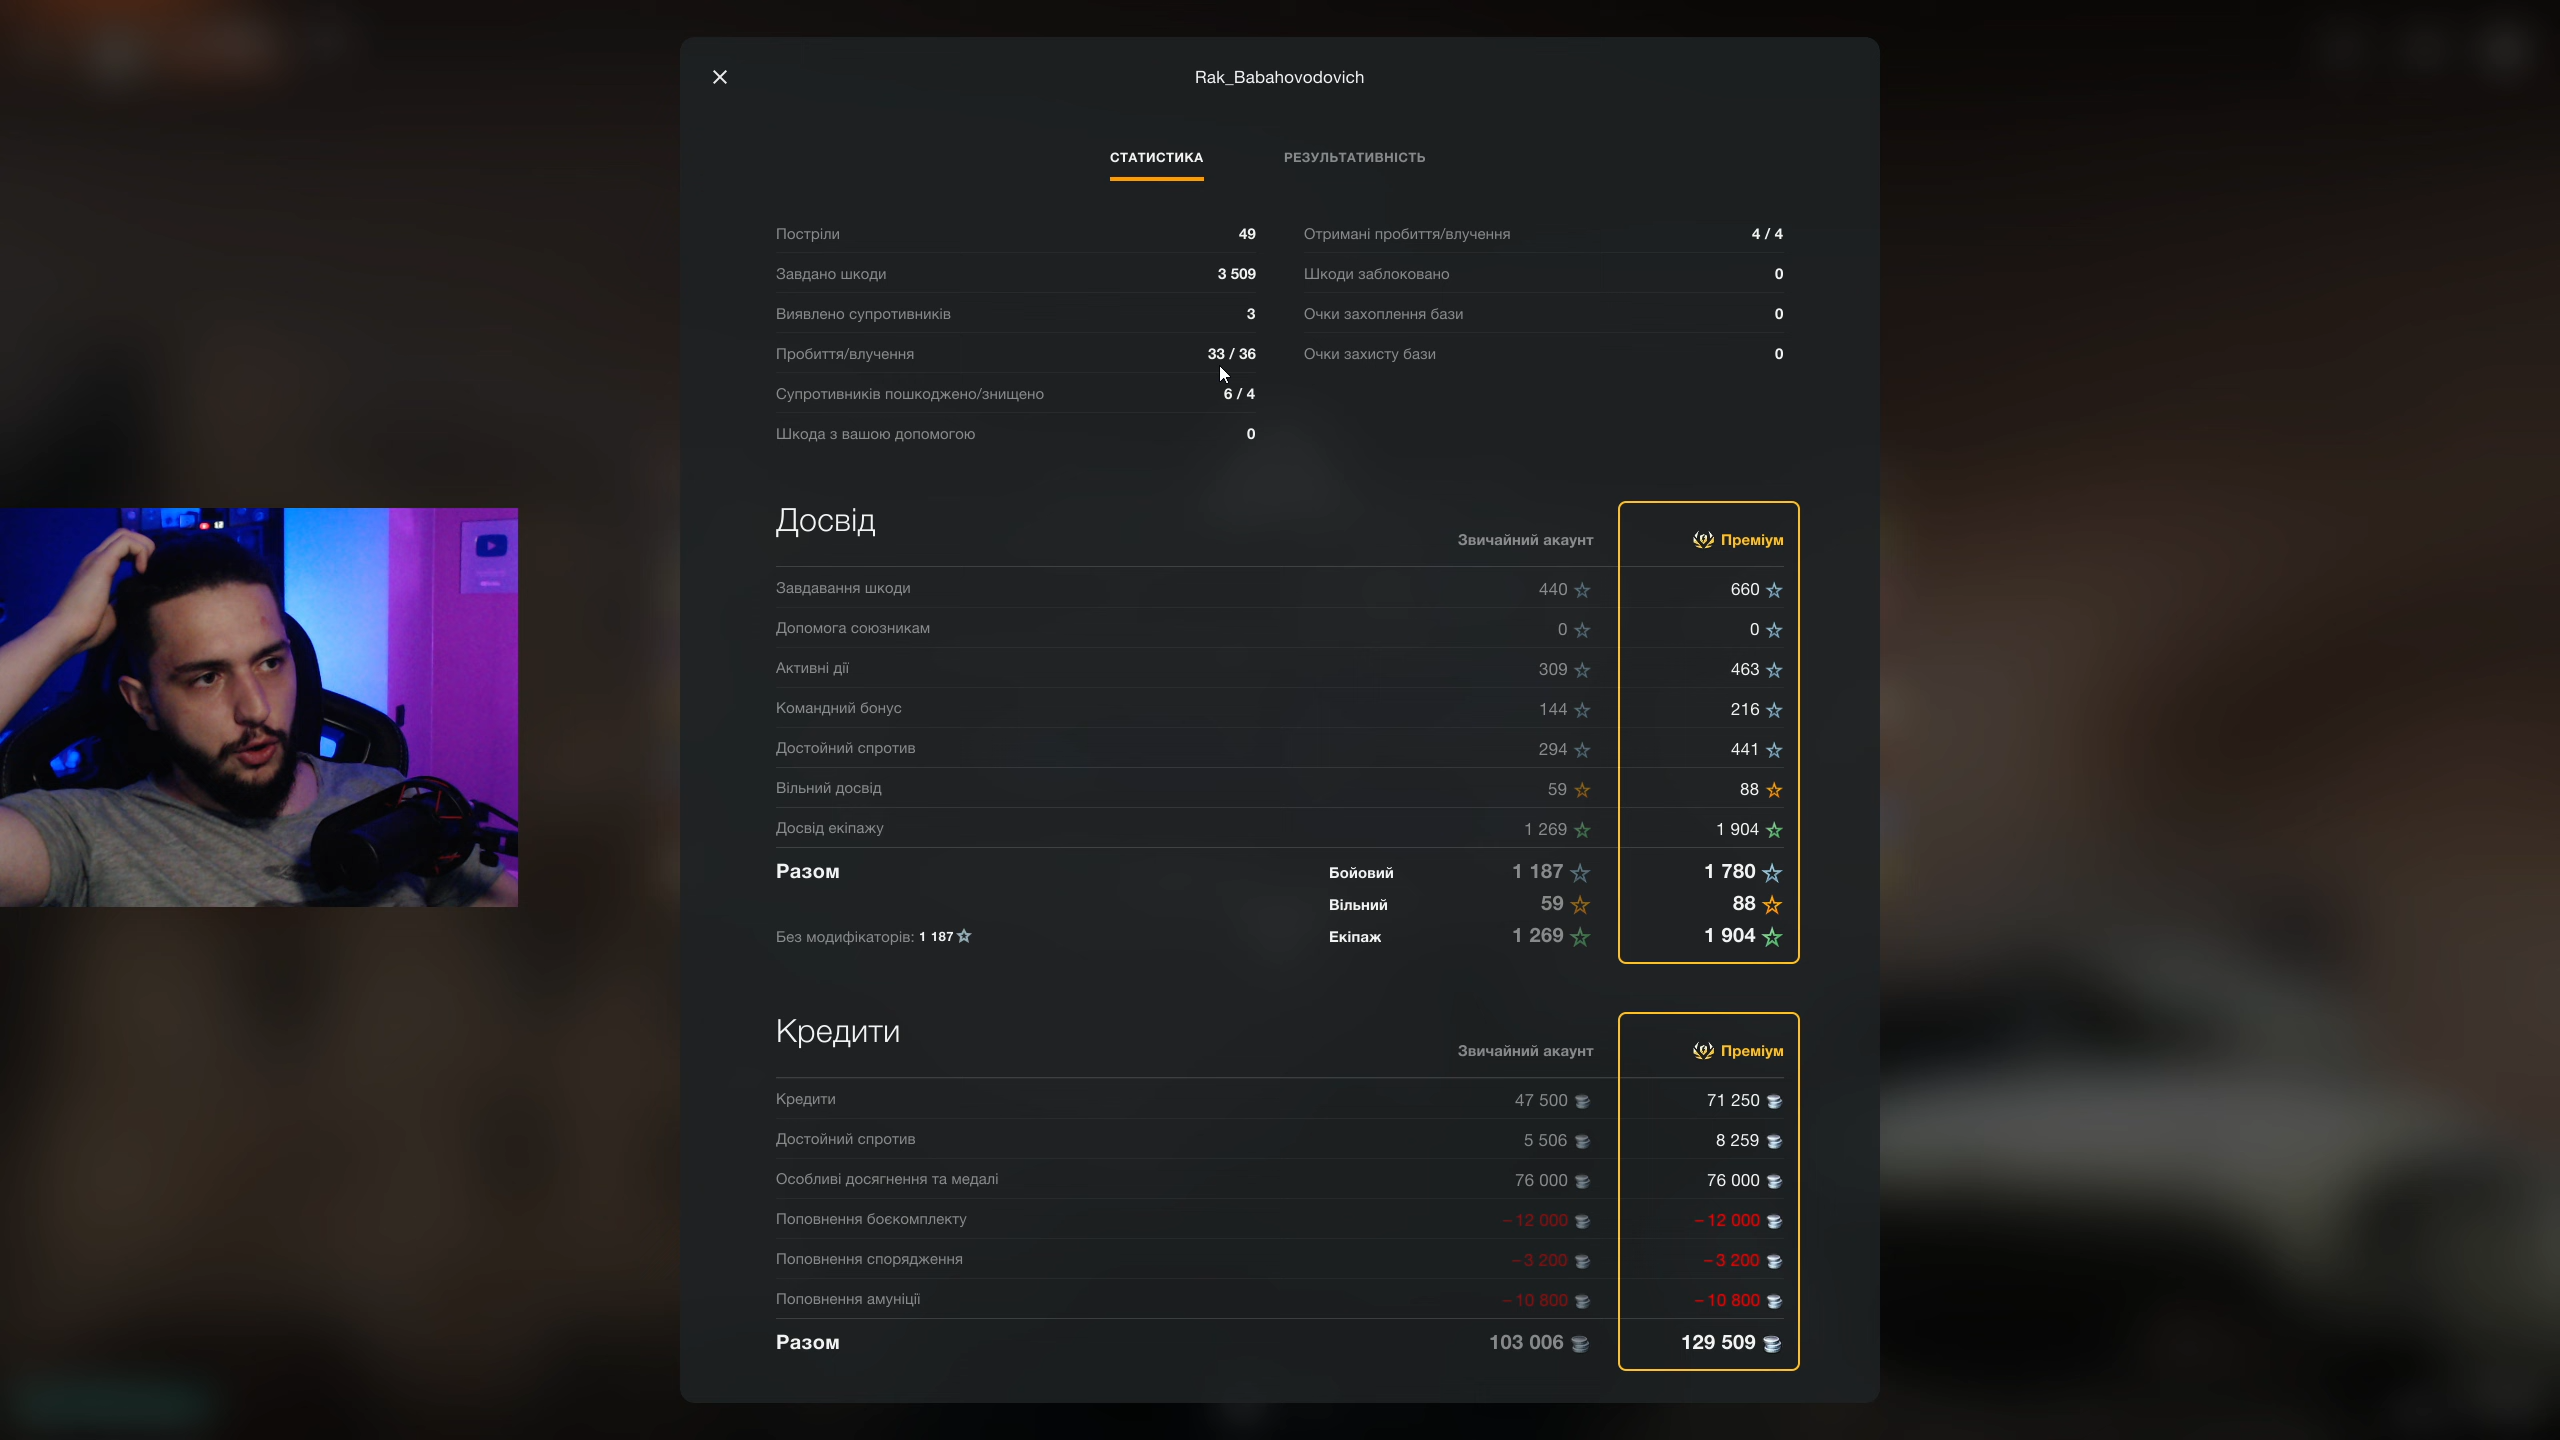 Rak_Babahovodovich
СТАТИСТИКА РЕЗУЛЬТАТИВНІСТЬ
Постріли 49 Отримані пробиття/влучення 4 / 4
Завдано шкоди 3 509 Шкоди заблоковано 0
Виявлено супротивників 3 Очки захоплення бази 0
Пробиття/влучення 33 / 36 Очки захисту бази 0
Супротивників пошкоджено/знищено 6 / 4
Шкода з вашою допомогою 0
Досвід
Звичайний акаунт Преміум
Завдавання шкоди 440 660
Допомога союзникам 0 0
Активні дії 309 463
Командний бонус 144 216
Достойний спротив 294 441
Вільний досвід 59 88
Досвід екіпажу 1 269 1 904
Разом Бойовий 1 187 1 780
Вільний 59 88
Без модифікаторів: 1 187 Екіпаж 1 269 1 904
Кредити
Звичайний акаунт Преміум
Кредити 47 500 71 250
Достойний спротив 5 506 8 259
Особливі досягнення та медалі 76 000 76 000
Поповнення боєкомплекту –12 000 –12 000
Поповнення спорядження –3 200 –3 200
Поповнення амуніції –10 800 –10 800
Разом 103 006 129 509